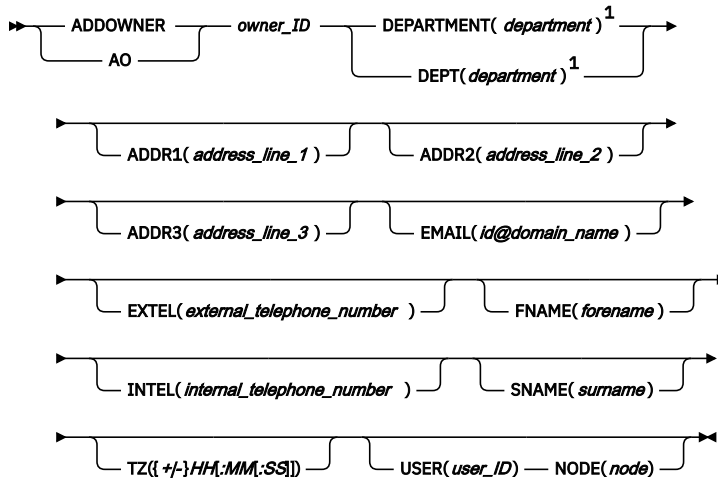 ADDOWNER owner_ID DEPARTMENT( department ) 1
AO DEPT(department ) 1
ADDR1( address_line_1 ) ADDR2( address_line_2 )
ADDR3( address_line_3 ) EMAIL(id@domain_name )
EXTEL(external_telephone_number ) FNAME(forename )
INTEL(internal_telephone_number ) SNAME(surname)
TZ({ +/-}HH[:MM[:SS]]) USER(user_ID) NODE(node)